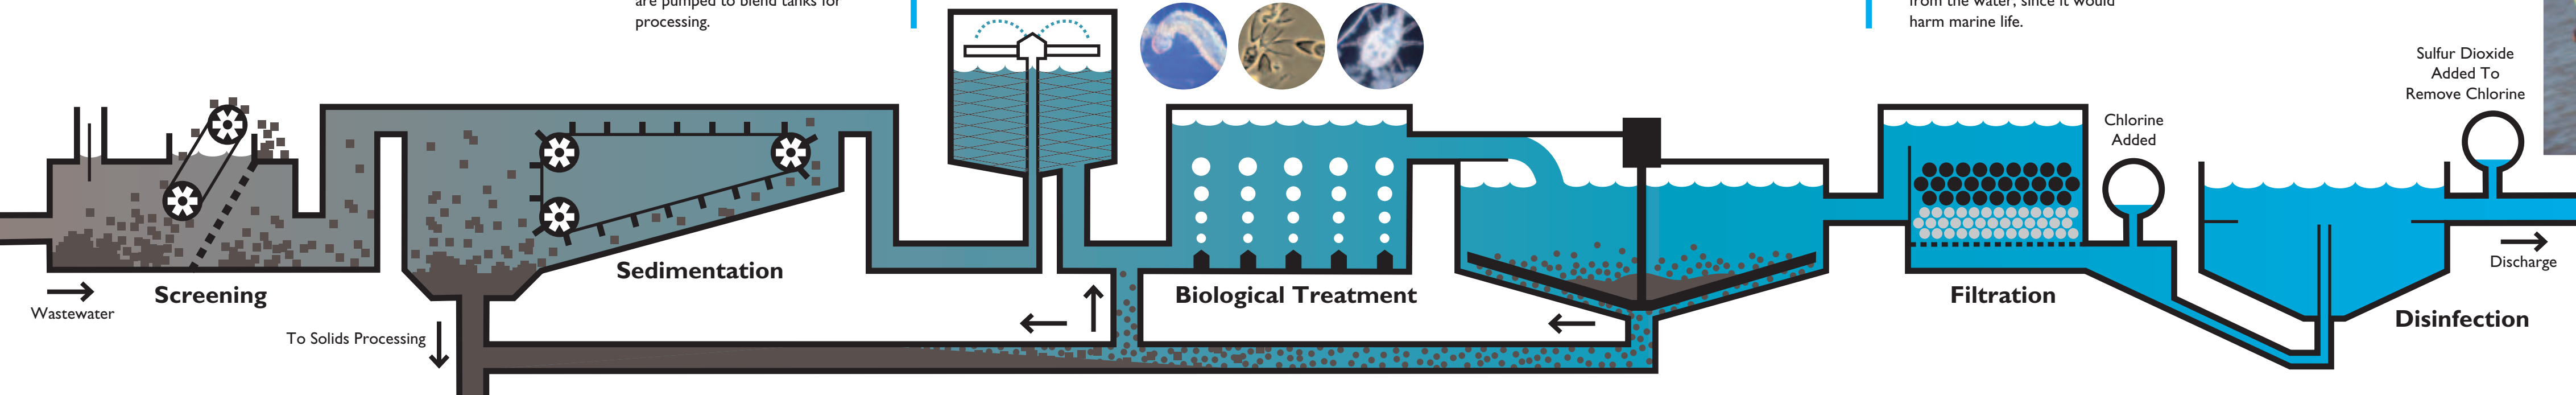 are pumped to blend tanks for
processing.
from the water, since it would
harm marine life.
Sulfur Dioxide
Added To
Remove Chlorine
Chlorine
Added
Wastewater
Screening
To Solids Processing
Sedimentation
Biological Treatment
Filtration
Discharge
Disinfection